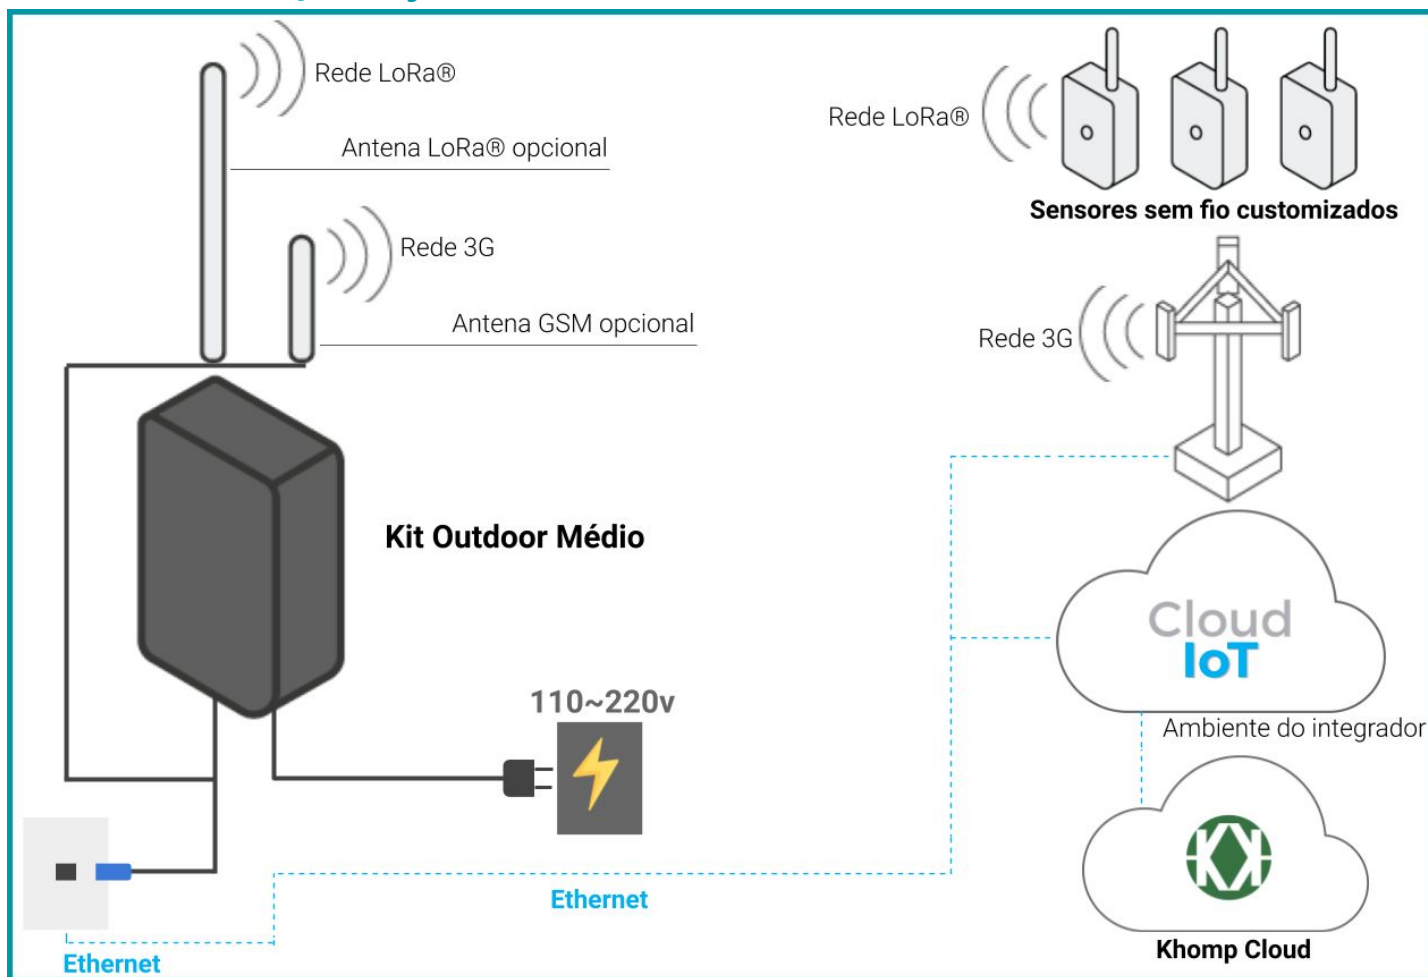 Rede LoRa®
Antena LoRa® opcional
Rede 3G
Antena GSM opcional
Kit Outdoor Médio
110~220v
Ethernet
Ethernet
Rede LoRa®
Sensores sem fio customizados
Rede 3G
Cloud
IoT
Ambiente do integrador
Khomp Cloud